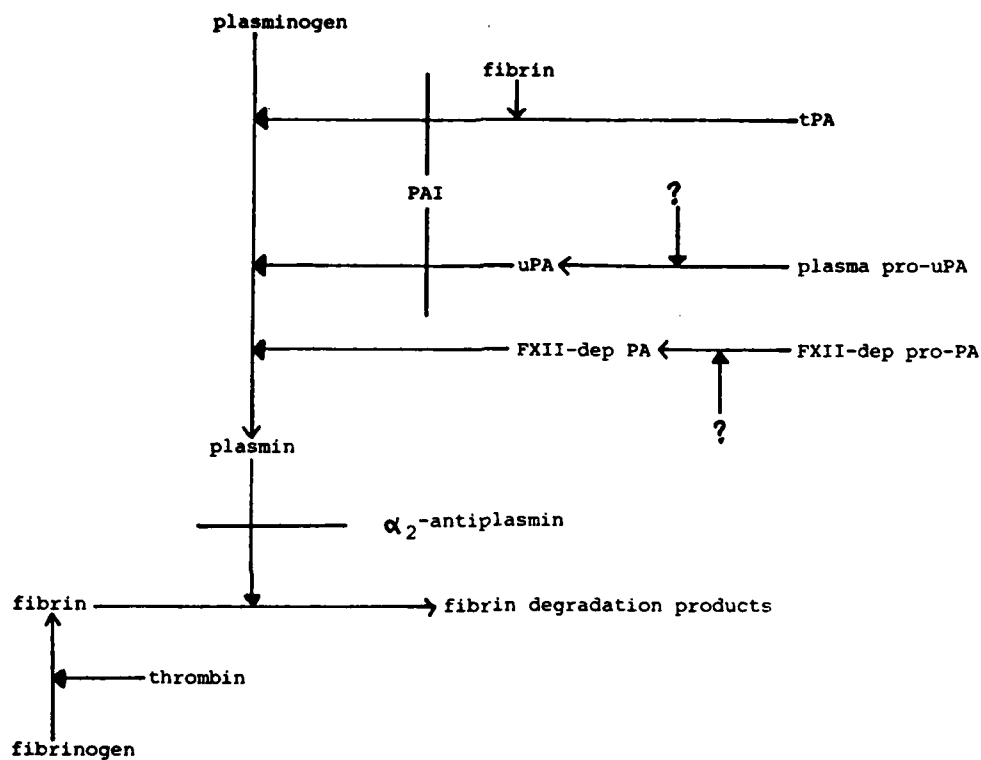 plasminogen
fibrin
tPA
PAI
?
uPA
plasma pro-uPA
FXII-dep PA
FXII-dep pro-PA
?
plasmin
α2-antiplasmin
fibrin
fibrin degradation products
thrombin
fibrinogen